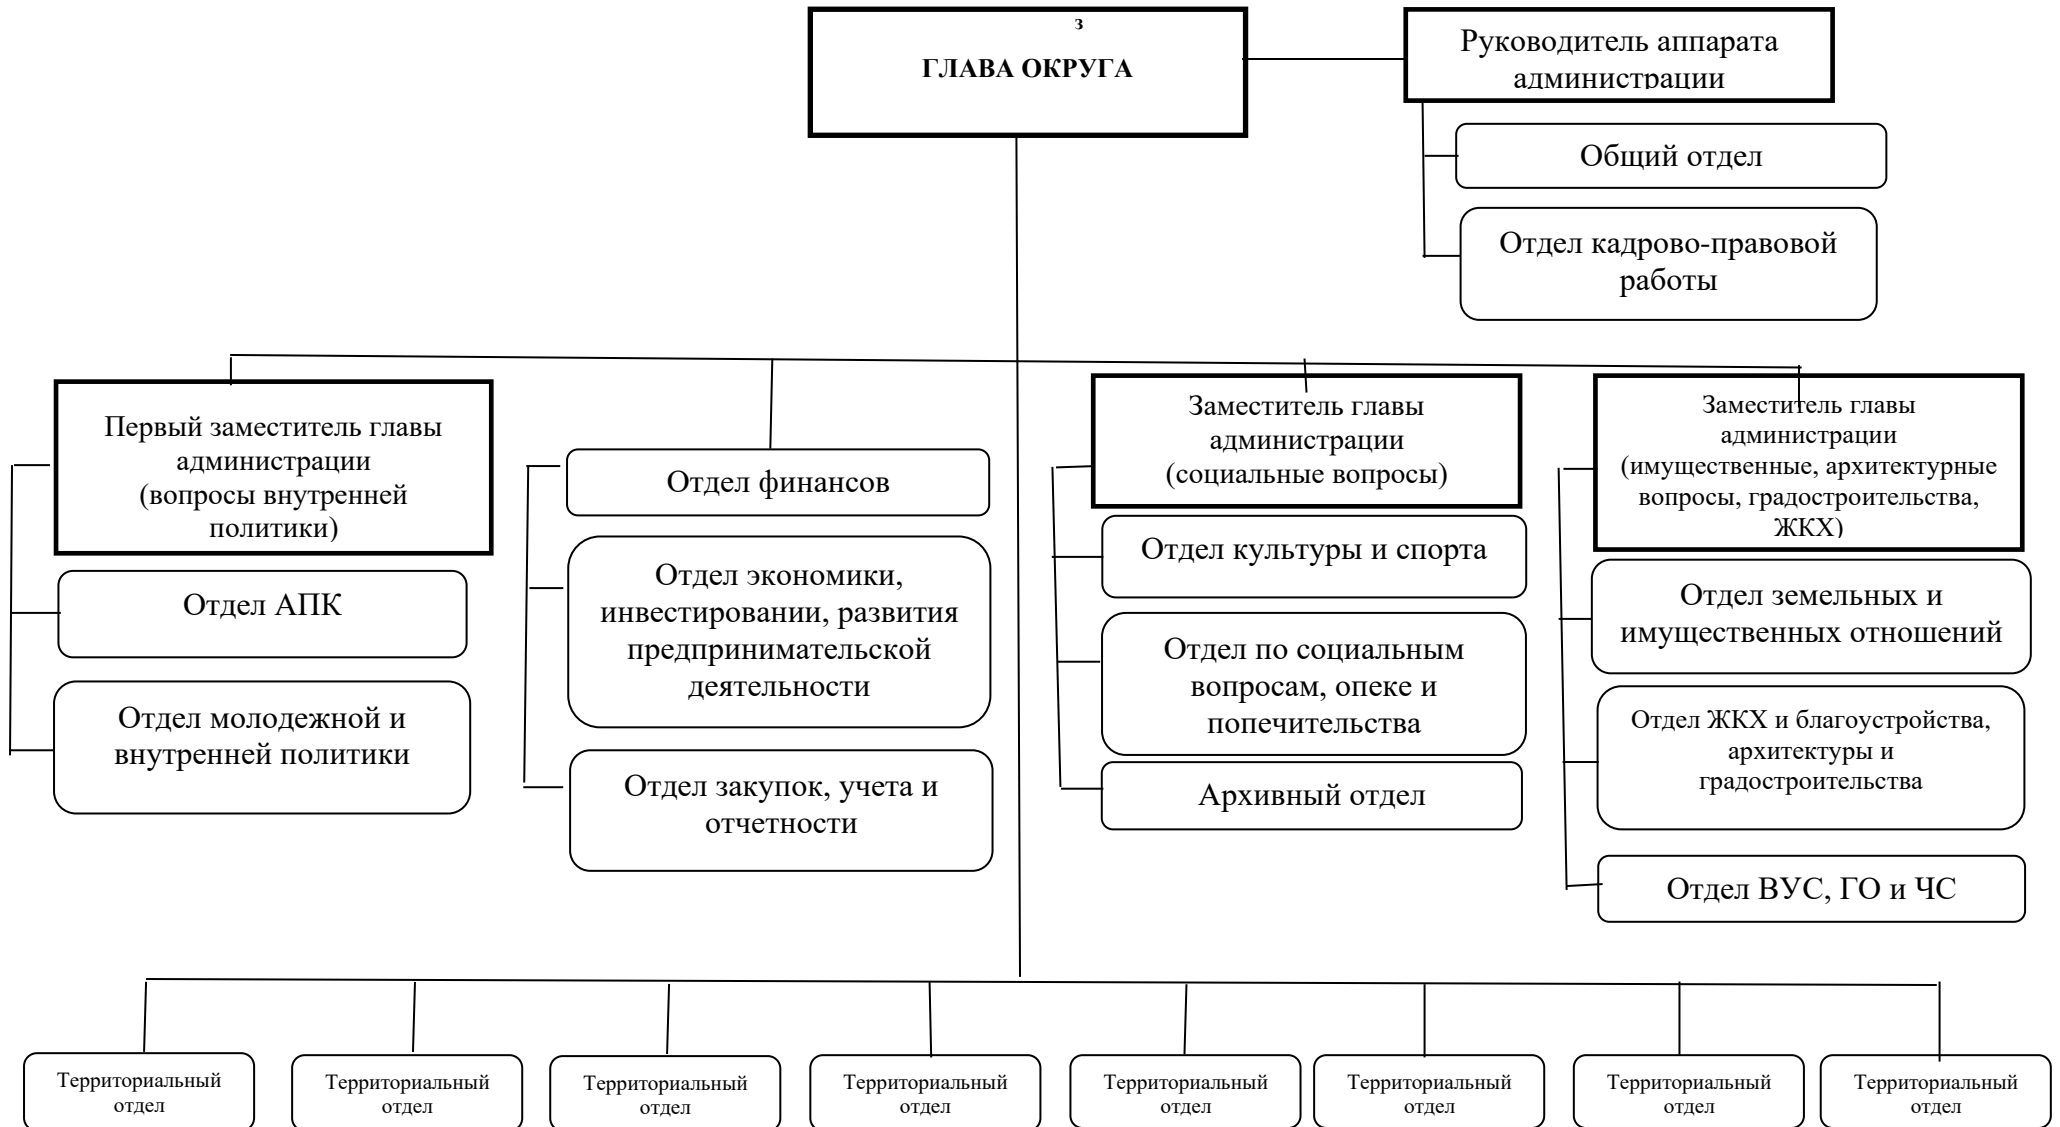 з
ГЛАВА ОКРУГА
Руководитель аппарата
администрации
Общий отдел
Отдел кадрово-правовой
работы
Первый заместитель главы
администрации
(вопросы внутренней
политики)
Отдел АПК
Отдел молодежной и
внутренней политики
Отдел финансов
Отдел экономики,
инвестировании, развития
предпринимательской
деятельности
Отдел закупок, учета и
отчетности
Заместитель главы
администрации
(социальные вопросы)
Отдел культуры и спорта
Отдел по социальным
вопросам, опеке и
попечительства
Архивный отдел
Заместитель главы
администрации
(имущественные, архитектурные
вопросы, градостроительства,
ЖКХ)
Отдел земельных и
имущественных отношений
Отдел ЖКХ и благоустройства,
архитектуры и
градостроительства
Отдел ВУС, ГО и ЧС
Территориальный
отдел
Территориальный
отдел
Территориальный
отдел
Территориальный
отдел
Территориальный
отдел
Территориальный
отдел
Территориальный
отдел
Территориальный
отдел